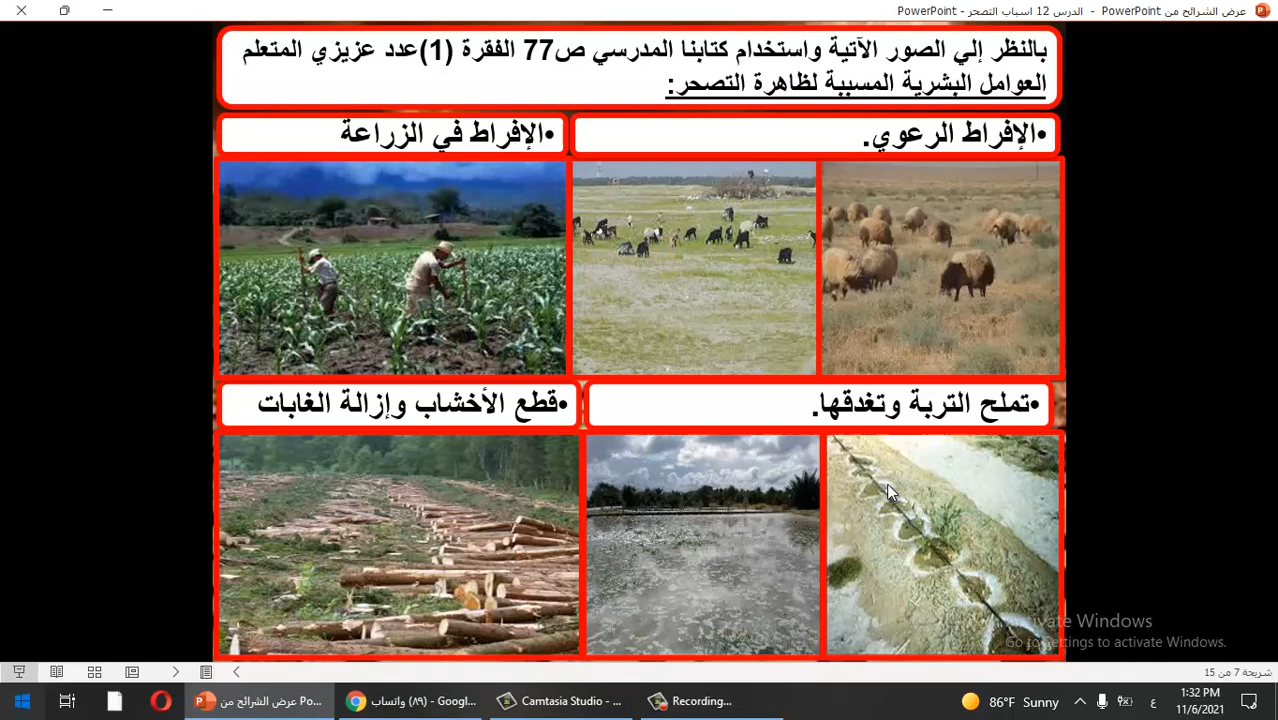 عرض الشرائح من PowerPoint - الدرس 12 اسباب التصحر - PowerPoint
بالنظر إلي الصور الآتية واستخدام كتابنا المدرسي ص77 الفقرة (1)عدد عزيزي المتعلم
العوامل البشرية المسببة لظاهرة التصحر:
•الإفراط الرعوي.
•الإفراط في الزراعة
•تملح التربة وتغدقها.
•قطع الأخشاب وإزالة الغابات
Activate Windows
Go to Settings to activate Windows.
شريحة 7 من 15
عرض الشرائح من Po...
(٨٩) واتساب - Googl...
Camtasia Studio - ...
Recording...
86°F Sunny
ع
1:32 PM
11/6/2021